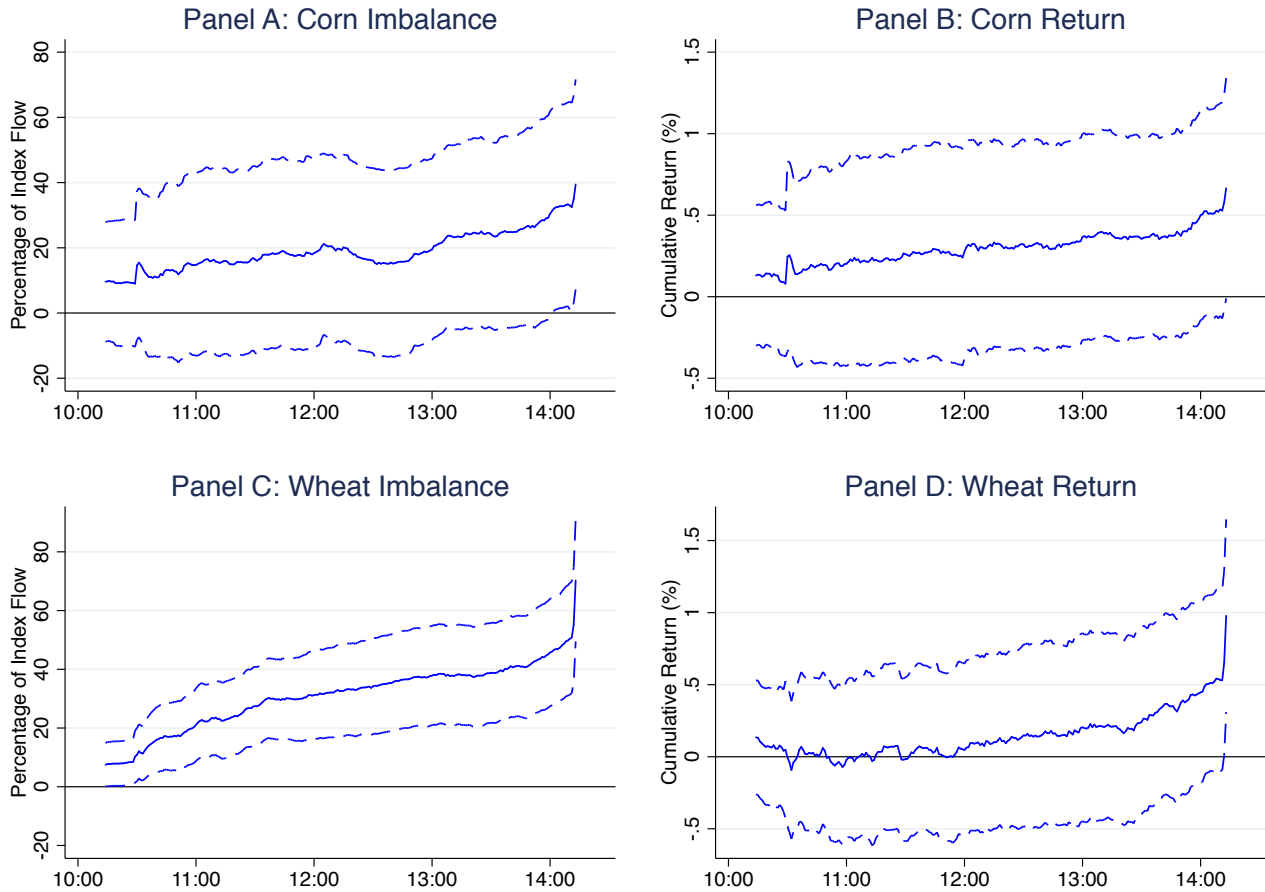 Panel A: Corn Imbalance
Percentage of Index Flow
80
60
40
20
0
-20
10:00 11:00 12:00 13:00 14:00
Panel B: Corn Return
Cumulative Return (%)
1.5
1
.5
0
-.5
10:00 11:00 12:00 13:00 14:00
Panel C: Wheat Imbalance
Percentage of Index Flow
80
60
40
20
0
-20
10:00 11:00 12:00 13:00 14:00
Panel D: Wheat Return
Cumulative Return (%)
1.5
1
.5
0
-.5
10:00 11:00 12:00 13:00 14:00